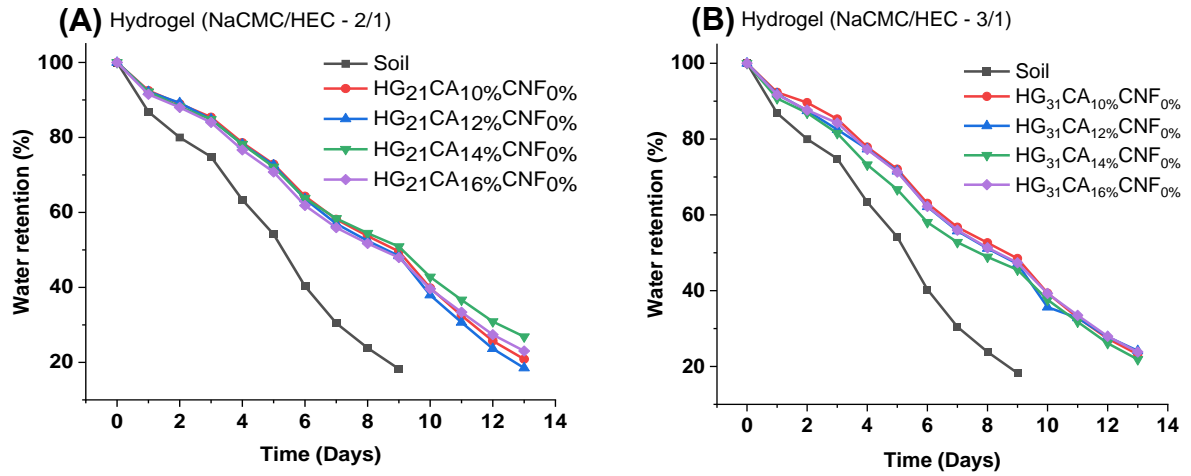 (A) Hydrogel (NaCMC/HEC - 2/1)
Soil
HG21CA10%CNF0%
HG21CA12%CNF0%
HG21CA14%CNF0%
HG21CA16%CNF0%
Water retention (%)
100
80
60
40
20
0 2 4 6 8 10 12 14
Time (Days)
(B) Hydrogel (NaCMC/HEC - 3/1)
Soil
HG31CA10%CNF0%
HG31CA12%CNF0%
HG31CA14%CNF0%
HG31CA16%CNF0%
Water retention (%)
100
80
60
40
20
0 2 4 6 8 10 12 14
Time (Days)